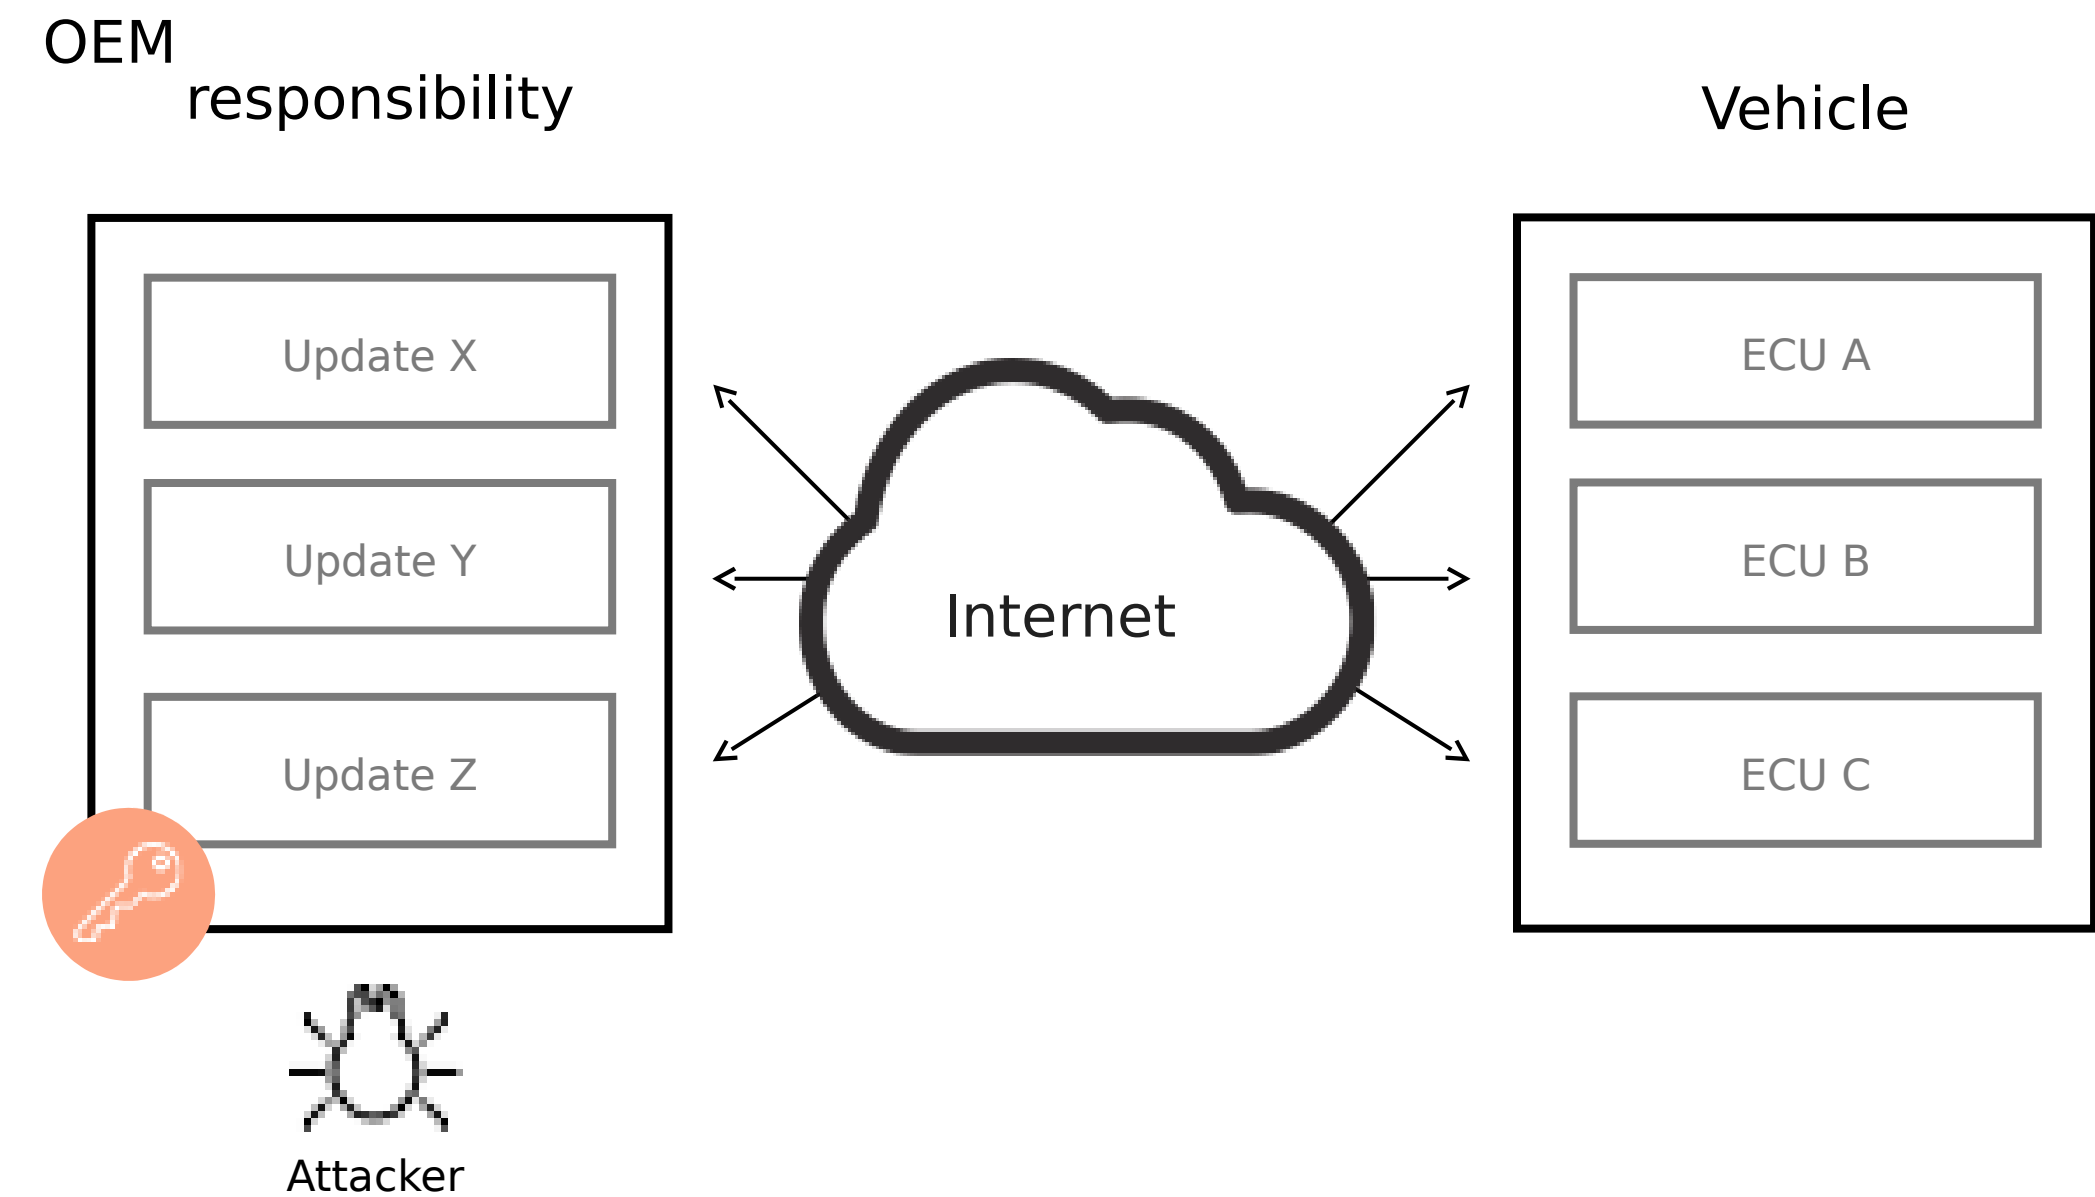 OEM
responsibility
Vehicle
Update X
Update Y
Update Z
Internet
ECU A
ECU B
ECU C
Attacker